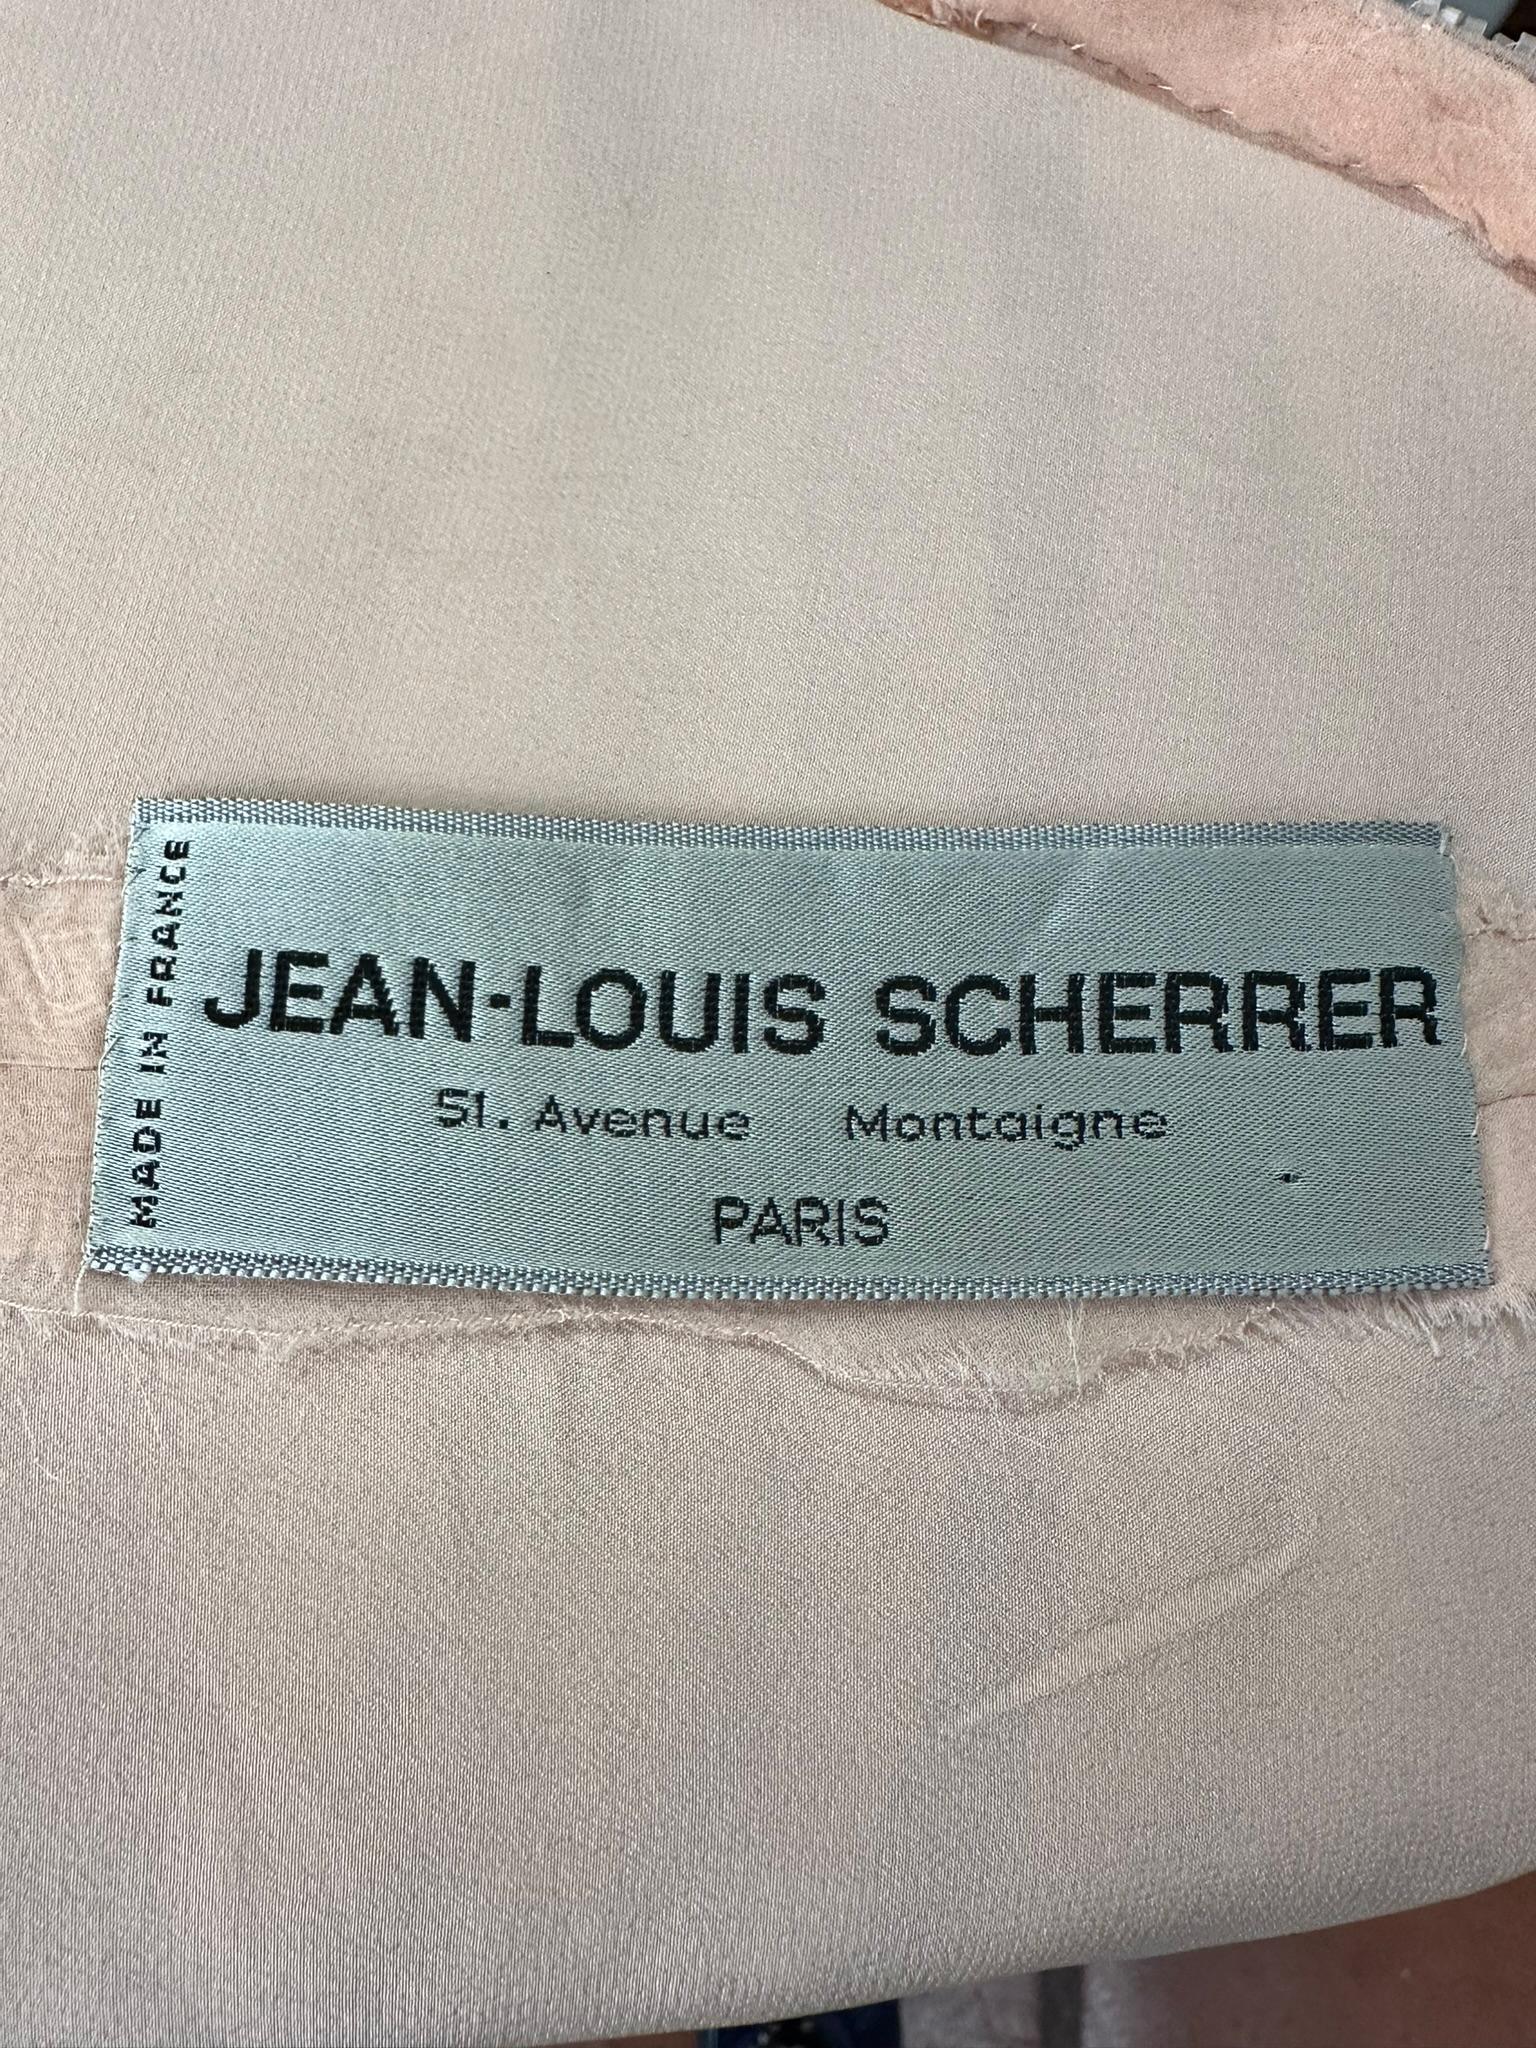 MADE IN FRANCE
JEAN-LOUIS SCHERRER
51. Avenue Montaigne
PARIS